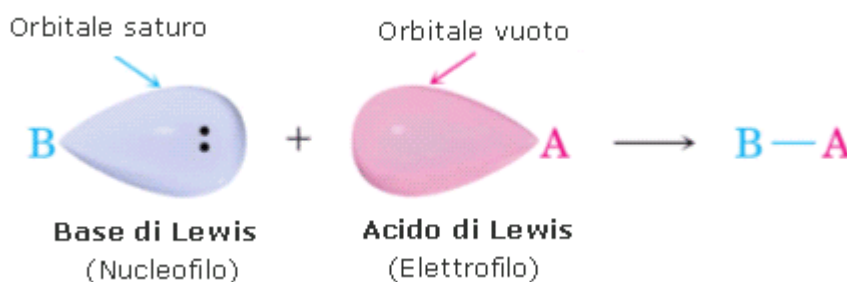 Orbitale saturo
Orbitale vuoto
B
+
A
B — A
Base di Lewis
(Nucleofilo)
Acido di Lewis
(Elettrofilo)